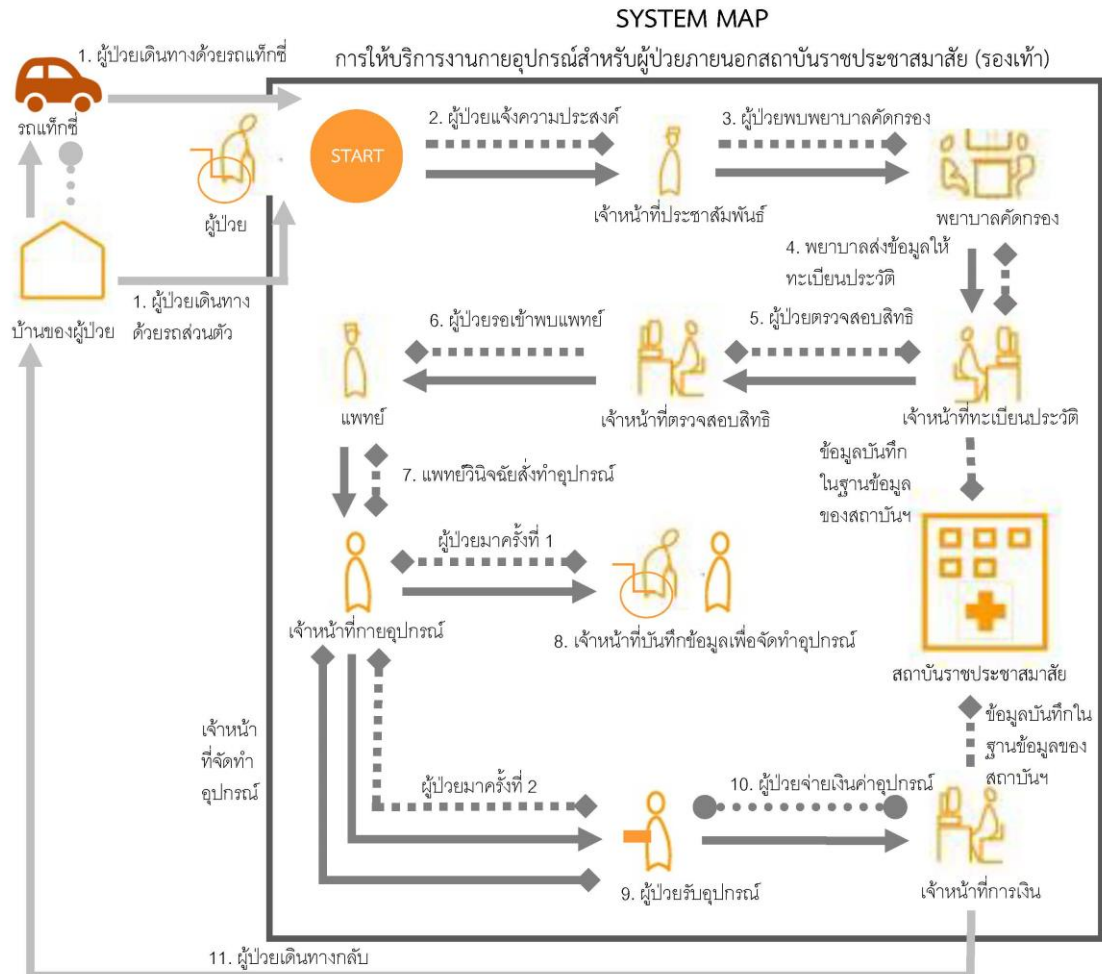 SYSTEM MAP
การให้บริการงานกายอุปกรณ์สำหรับผู้ป่วยภายนอกสถาบันราชประชาสมาสัย (รองเท้า)
1. ผู้ป่วยเดินทางด้วยรถแท็กซี่
รถแท็กซี่
ผู้ป่วย
START
2. ผู้ป่วยแจ้งความประสงค์
เจ้าหน้าที่ประชาสัมพันธ์
3. ผู้ป่วยพบพยาบาลคัดกรอง
พยาบาลคัดกรอง
บ้านของผู้ป่วย
1. ผู้ป่วยเดินทาง
ด้วยรถส่วนตัว
4. พยาบาลส่งข้อมูลให้
ทะเบียนประวัติ
5. ผู้ป่วยตรวจสอบสิทธิ
เจ้าหน้าที่ทะเบียนประวัติ
เจ้าหน้าที่ตรวจสอบสิทธิ
6. ผู้ป่วยรอเข้าพบแพทย์
แพทย์
ข้อมูลบันทึก
ในฐานข้อมูล
ของสถาบันฯ
7. แพทย์วินิจฉัยสั่งทำอุปกรณ์
เจ้าหน้าที่กายอุปกรณ์
ผู้ป่วยมาครั้งที่ 1
8. เจ้าหน้าที่บันทึกข้อมูลเพื่อจัดทำอุปกรณ์
สถาบันราชประชาสมาสัย
เจ้าหน้า
ที่จัดทำ
อุปกรณ์
ผู้ป่วยมาครั้งที่ 2
9. ผู้ป่วยรับอุปกรณ์
10. ผู้ป่วยจ่ายเงินค่าอุปกรณ์
ข้อมูลบันทึกใน
ฐานข้อมูลของ
สถาบันฯ
เจ้าหน้าที่การเงิน
11. ผู้ป่วยเดินทางกลับ